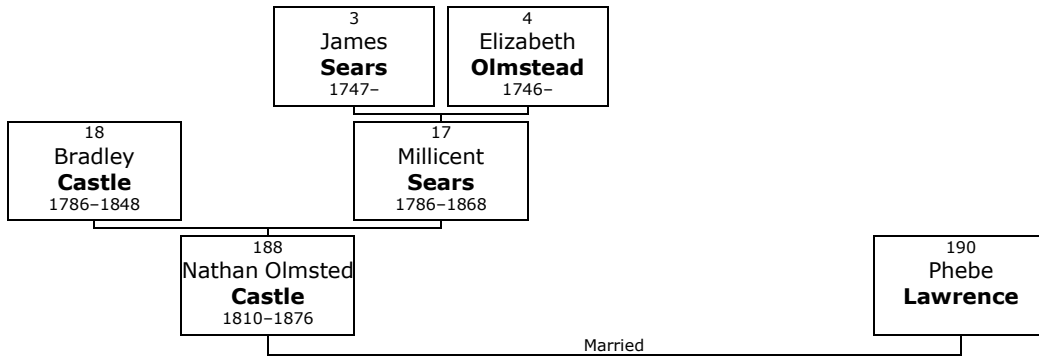 3
James
Sears
1747–
4
Elizabeth
Olmstead
1746–
18
Bradley
Castle
1786–1848
17
Millicent
Sears
1786–1868
188
Nathan Olmsted
Castle
1810–1876
190
Phebe
Lawrence
Married